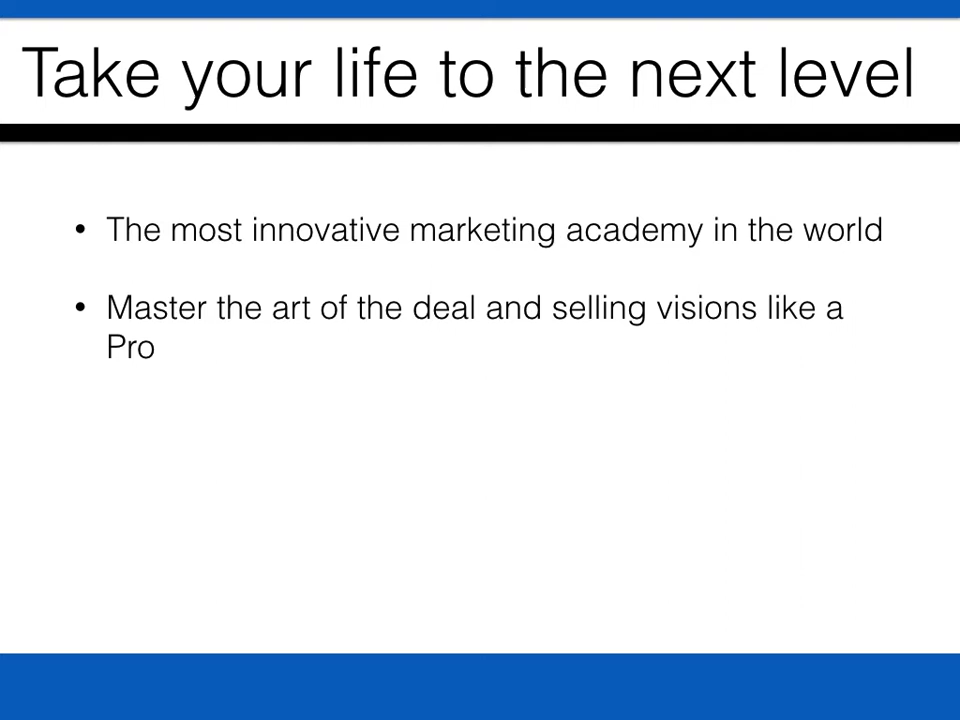 Take your life to the next level
• The most innovative marketing academy in the world
• Master the art of the deal and selling visions like a
Pro